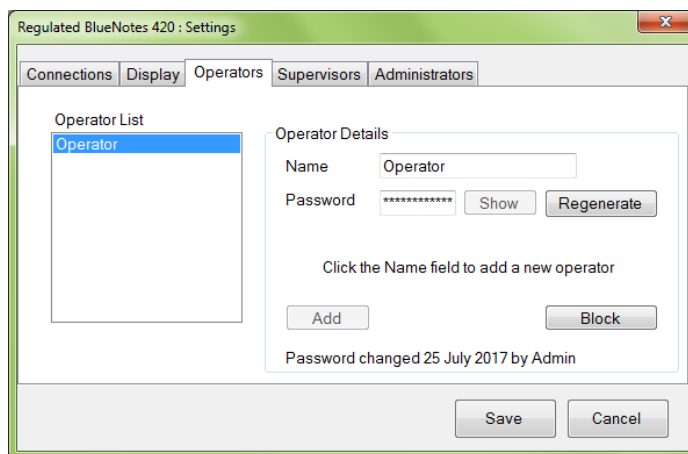 Regulated BlueNotes 420 : Settings
x
Connections Display Operators Supervisors Administrators
Operator List
Operator
Operator Details
Name Operator
Password ************ Show Regenerate
Click the Name field to add a new operator
Add Block
Password changed 25 July 2017 by Admin
Save Cancel